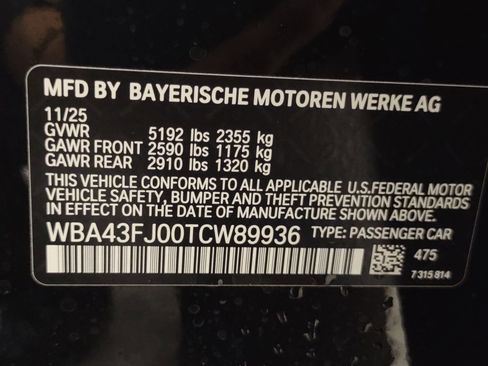 MFD BY BAYERISCHE MOTOREN WERKE AG
11/25
GVWR 5192 lbs 2355 kg
GAWR FRONT 2590 lbs 1175 kg
GAWR REAR 2910 lbs 1320 kg
THIS VEHICLE CONFORMS TO ALL APPLICABLE U.S.FEDERAL MOTOR
VEHICLE SAFETY, BUMPER AND THEFT PREVENTION STANDARDS
IN EFFECT ON THE DATE OF MANUFACTURE SHOWN ABOVE.
WBA43FJ00TCW89936 TYPE: PASSENGER CAR
475
7 315 814